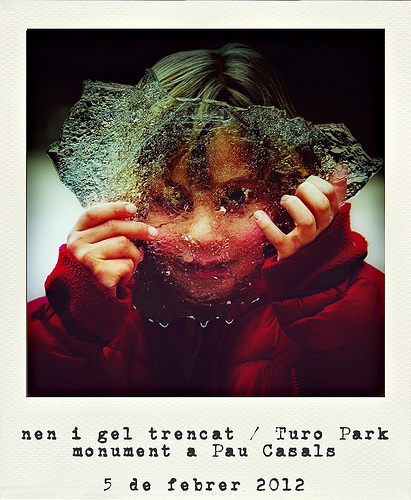 nen i gel trencat / Turo Park
monument a Pau Casals
5 de febrer 2012